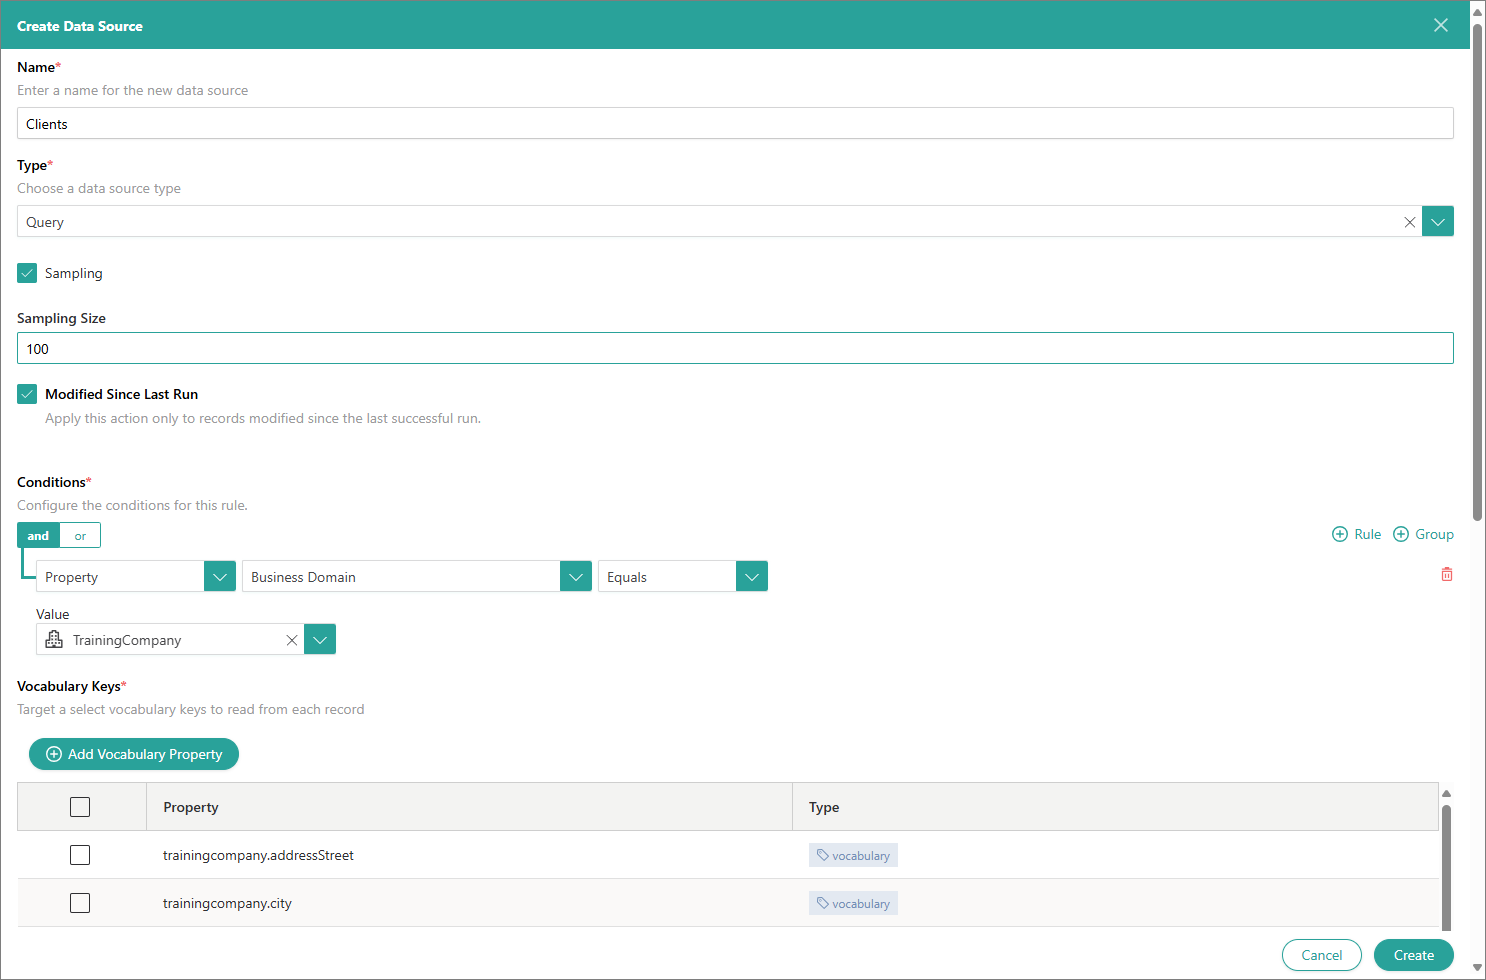 Create Data Source
Name*
Enter a name for the new data source
Clients
Type*
Choose a data source type
Query
Sampling
Sampling Size
100
Modified Since Last Run
Apply this action only to records modified since the last successful run.
Conditions*
Configure the conditions for this rule.
and or Rule Group
Property Business Domain Equals
Value
TrainingCompany
Vocabulary Keys*
Target a select vocabulary keys to read from each record
Add Vocabulary Property
Property Type
trainingcompany.addressStreet vocabulary
trainingcompany.city vocabulary
Cancel Create